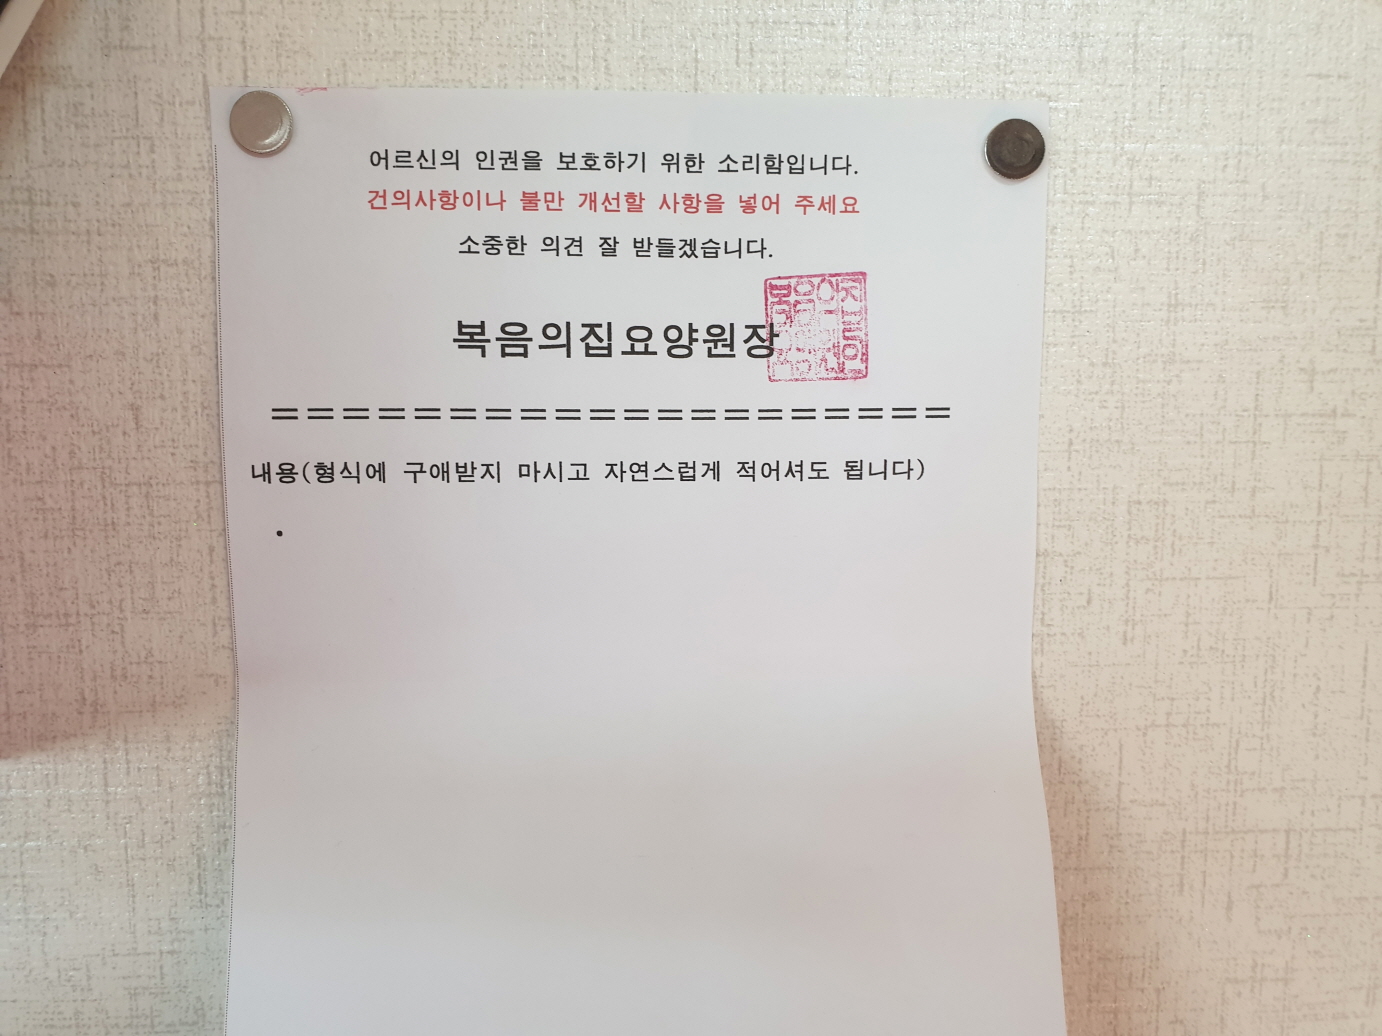 어르신의 인권을 보호하기 위한 소리함입니다.
건의사항이나 불만 개선할 사항을 넣어 주세요
소중한 의견 잘 받들겠습니다.
복음의집요양원장
====================
내용(형식에 구애받지 마시고 자연스럽게 적어셔도 됩니다)
.